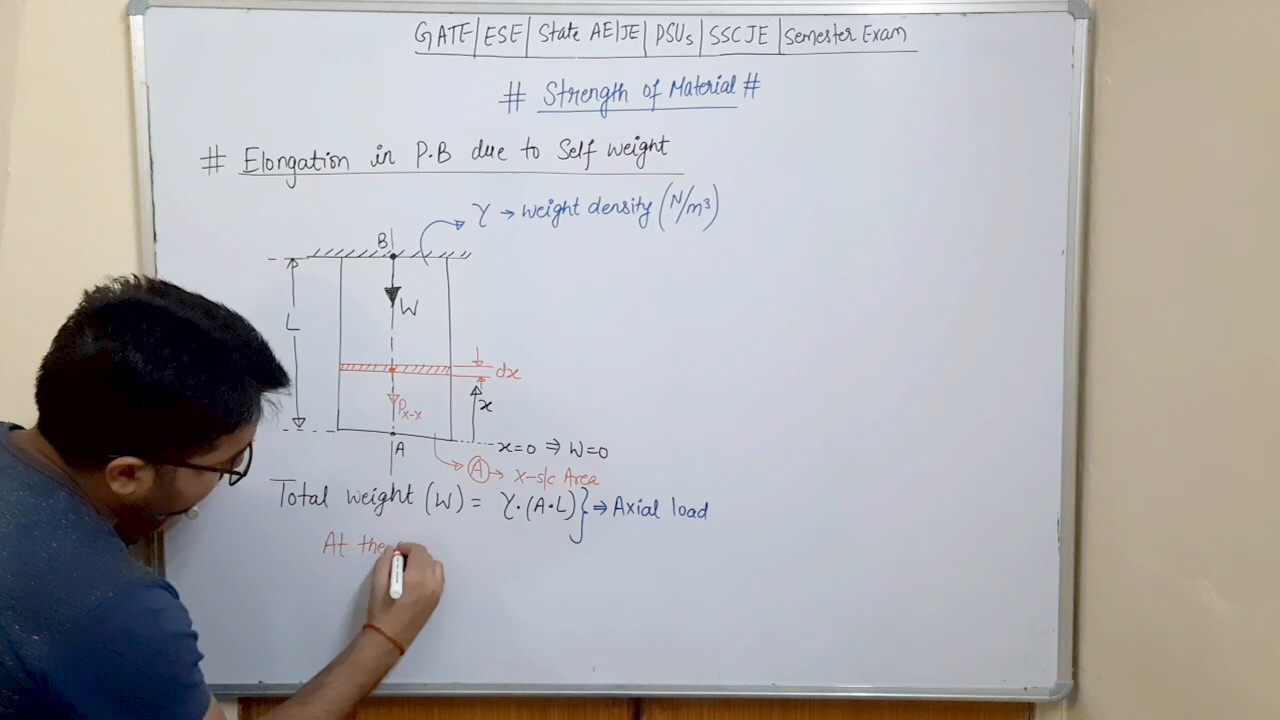 GATE|ESE|State AE|JE|PSUs|SSCJE|Semester Exam
# Strength of Material #
# Elongation in P.B due to Self weight
γ → weight density (N/m³)
B
W
L
dx
Px-x
x
A
x=0 ⇒ W=0
A → X-s/c Area
Total weight (W) = γ.(A.L)} ⇒ Axial load
At the